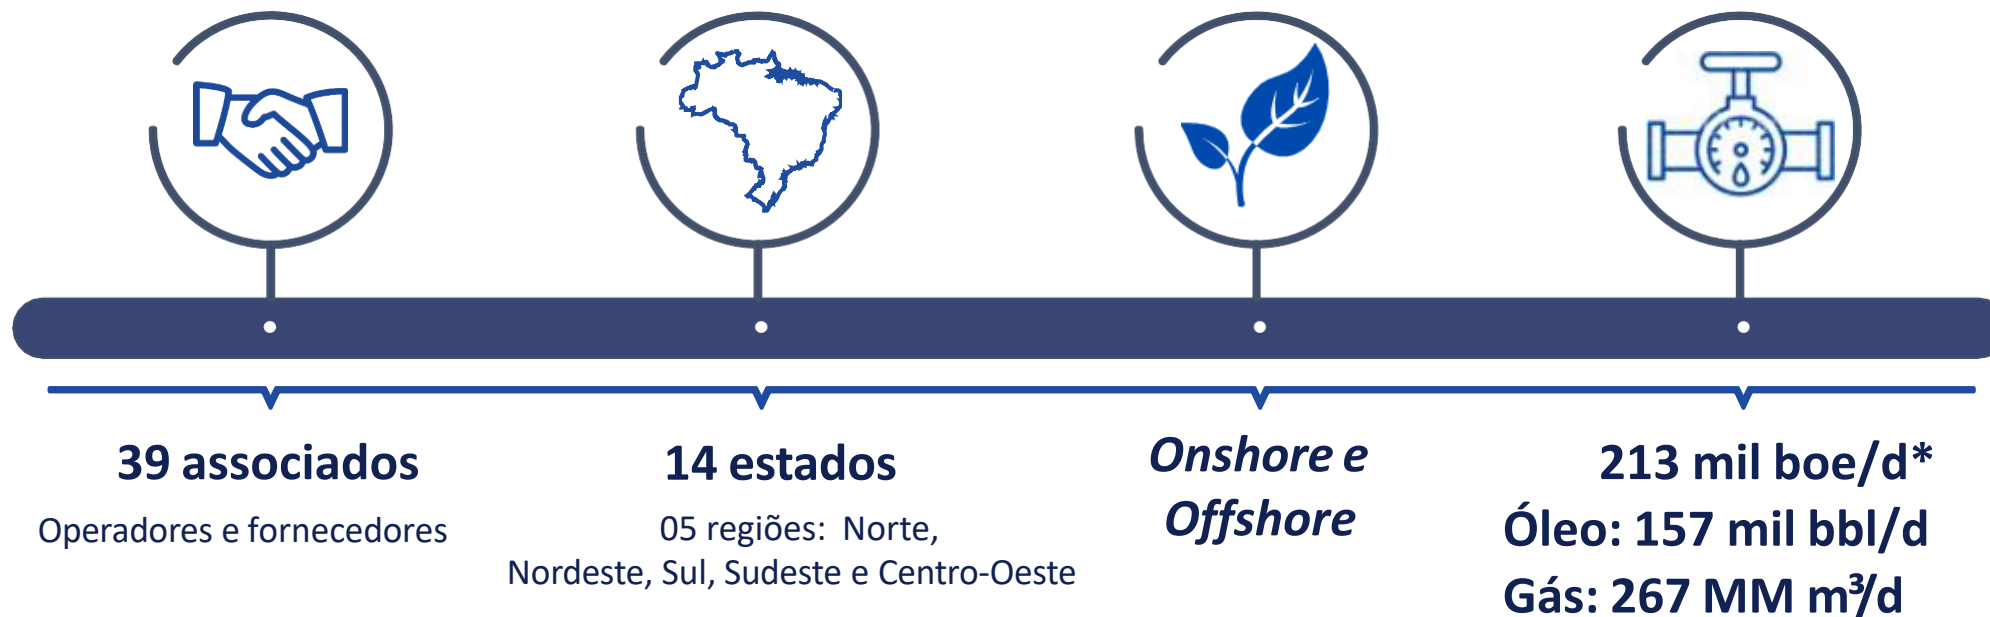 39 associados
Operadores e fornecedores
14 estados
05 regiões: Norte,
Nordeste, Sul, Sudeste e Centro-Oeste
Onshore e
Offshore
213 mil boe/d*
Óleo: 157 mil bbl/d
Gás: 267 MM m³/d